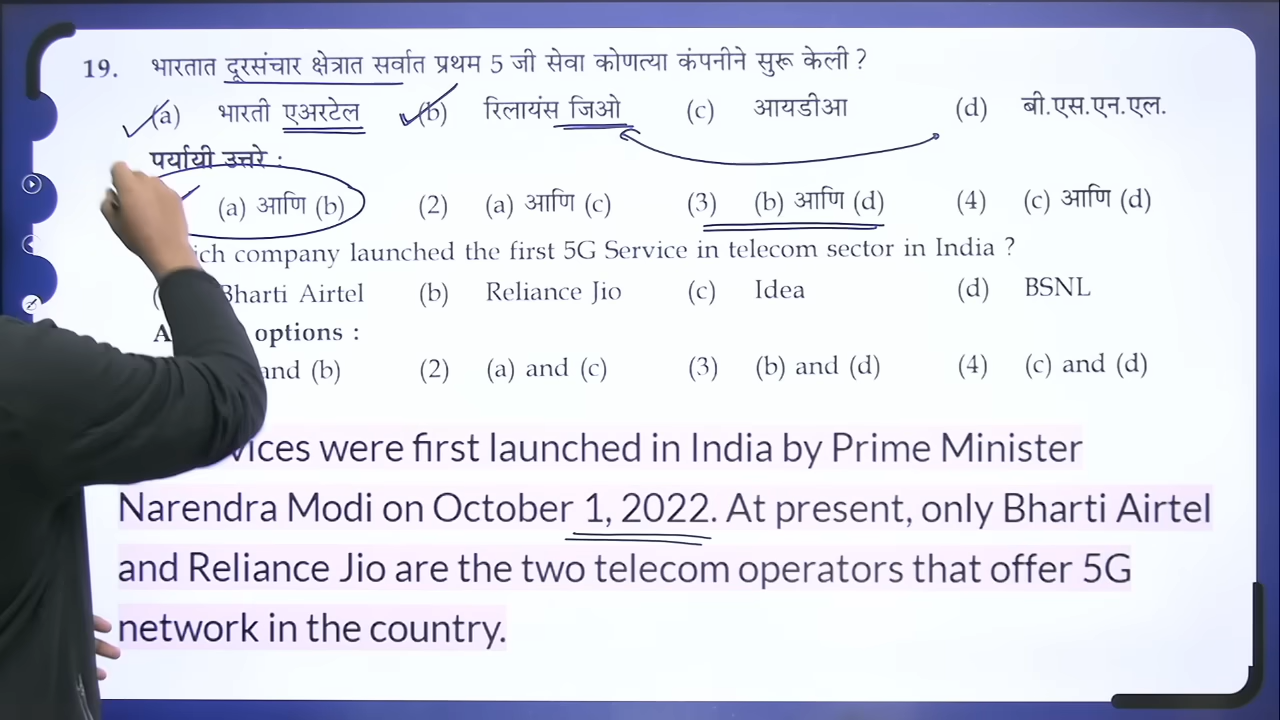 19. भारतात दूरसंचार क्षेत्रात सर्वात प्रथम 5 जी सेवा कोणत्या कंपनीने सुरू केली ?
(a) भारती एअरटेल (b) रिलायंस जिओ (c) आयडीआ (d) बी.एस.एन.एल.
पर्यायी उत्तरे :
(a) आणि (b) (2) (a) आणि (c) (3) (b) आणि (d) (4) (c) आणि (d)
company launched the first 5G Service in telecom sector in India ?
Bharti Airtel (b) Reliance Jio (c) Idea (d) BSNL
options :
and (b) (2) (a) and (c) (3) (b) and (d) (4) (c) and (d)
were first launched in India by Prime Minister
Narendra Modi on October 1, 2022. At present, only Bharti Airtel
and Reliance Jio are the two telecom operators that offer 5G
network in the country.